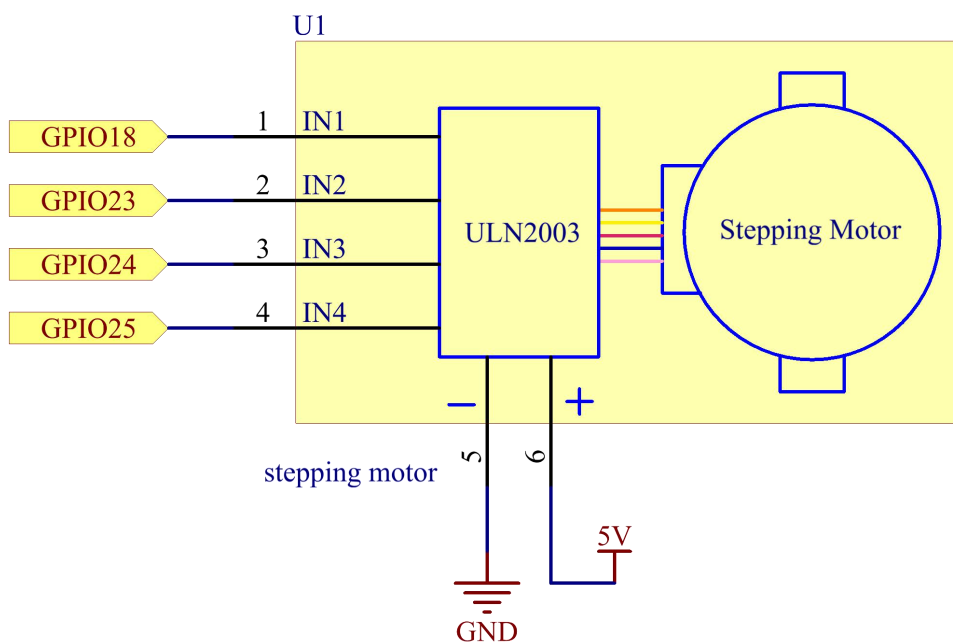 U1
GPIO18 1 IN1
GPIO23 2 IN2
GPIO24 3 IN3
GPIO25 4 IN4
ULN2003
Stepping Motor
− +
5 6
stepping motor
5V
GND